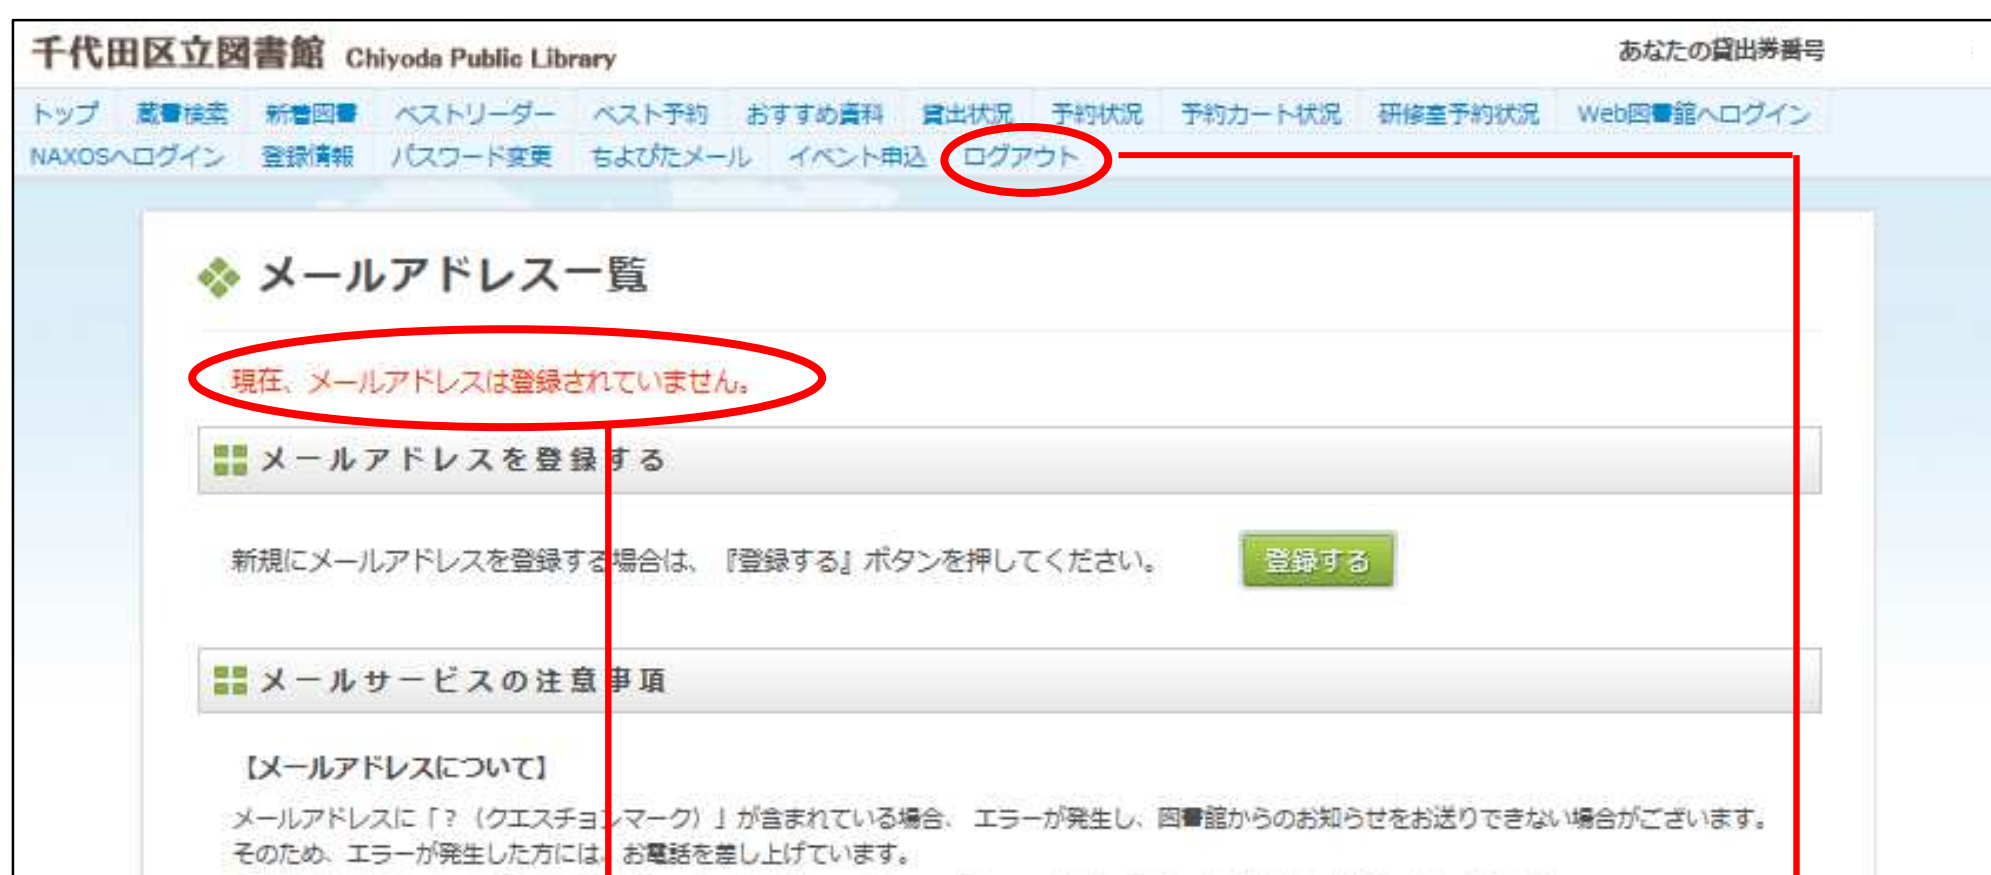 千代田区立図書館 Chiyoda Public Library
あなたの貸出券番号
トップ 蔵書検索 新着図書 ベストリーダー ベスト予約 おすすめ資料 貸出状況 予約状況 予約カート状況 研修室予約状況 Web図書館へログイン
NAXOSへログイン 登録情報 パスワード変更 ちよぴたメール イベント申込 ログアウト
メールアドレス一覧
現在、メールアドレスは登録されていません。
メールアドレスを登録する
新規にメールアドレスを登録する場合は、『登録する』ボタンを押してください。 登録する
メールサービスの注意事項
【メールアドレスについて】
メールアドレスに「?（クエスチョンマーク）」が含まれている場合、 エラーが発生し、図書館からのお知らせをお送りできない場合がございます。
そのため、エラーが発生した方には、お電話を差し上げています。